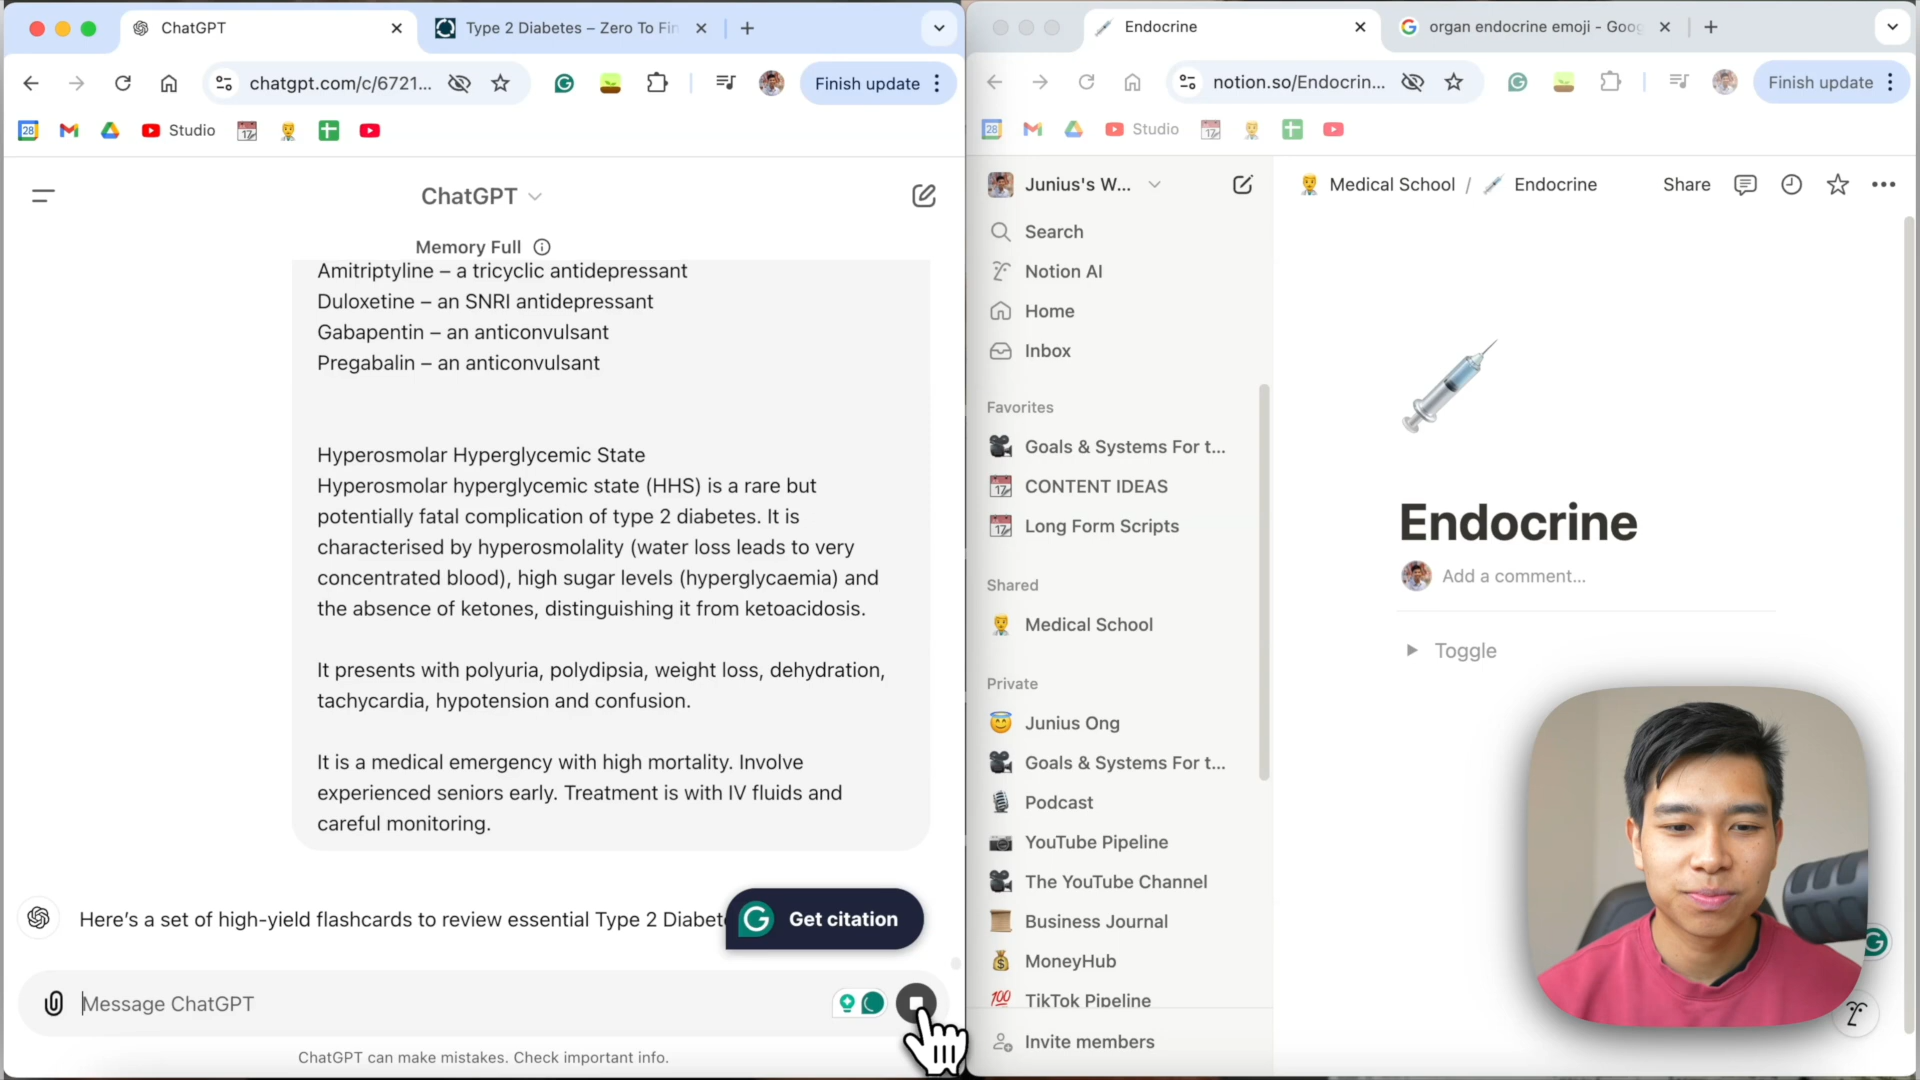 ChatGPT
Type 2 Diabetes – Zero To Fin
chatgpt.com/c/6721...
Finish update
28
Studio
17
ChatGPT
Memory Full
Amitriptyline – a tricyclic antidepressant
Duloxetine – an SNRI antidepressant
Gabapentin – an anticonvulsant
Pregabalin – an anticonvulsant
Hyperosmolar Hyperglycemic State
Hyperosmolar hyperglycemic state (HHS) is a rare but
potentially fatal complication of type 2 diabetes. It is
characterised by hyperosmolality (water loss leads to very
concentrated blood), high sugar levels (hyperglycaemia) and
the absence of ketones, distinguishing it from ketoacidosis.
It presents with polyuria, polydipsia, weight loss, dehydration,
tachycardia, hypotension and confusion.
It is a medical emergency with high mortality. Involve
experienced seniors early. Treatment is with IV fluids and
careful monitoring.
Here's a set of high-yield flashcards to review essential Type 2 Diabet
Get citation
Message ChatGPT
ChatGPT can make mistakes. Check important info.
Endocrine
organ endocrine emoji - Goog
notion.so/Endocrin...
Finish update
28
Studio
17
Junius's W...
Search
Notion AI
Home
Inbox
Favorites
Goals & Systems For t...
17
CONTENT IDEAS
17
Long Form Scripts
Shared
Medical School
Private
Junius Ong
Goals & Systems For t...
Podcast
YouTube Pipeline
The YouTube Channel
Business Journal
MoneyHub
100
TikTok Pipeline
Invite members
Medical School / Endocrine
Share
Endocrine
Add a comment...
Toggle